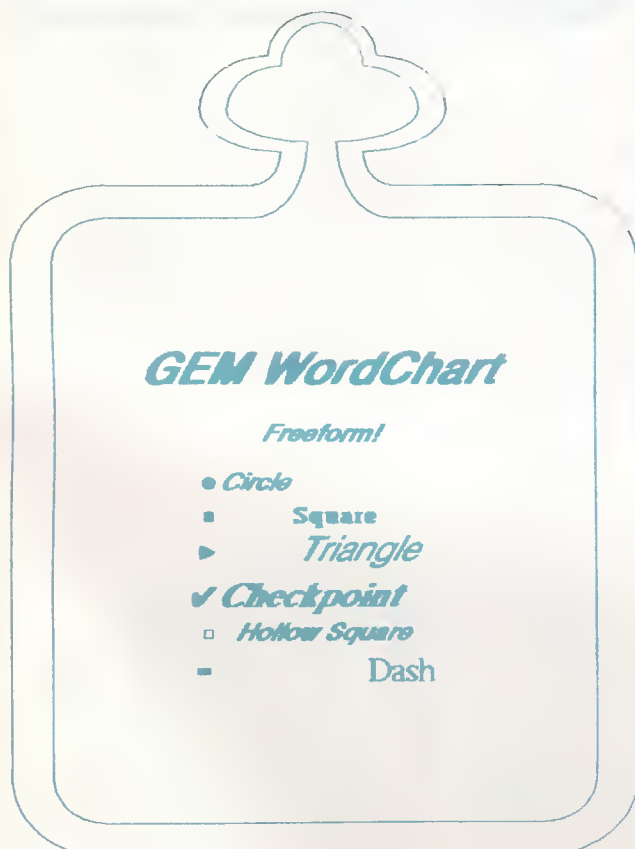 GEM WordChart
Freeform!
● Circle
■ Square
▶ Triangle
✔ Checkpoint
□ Hollow Square
▬ Dash